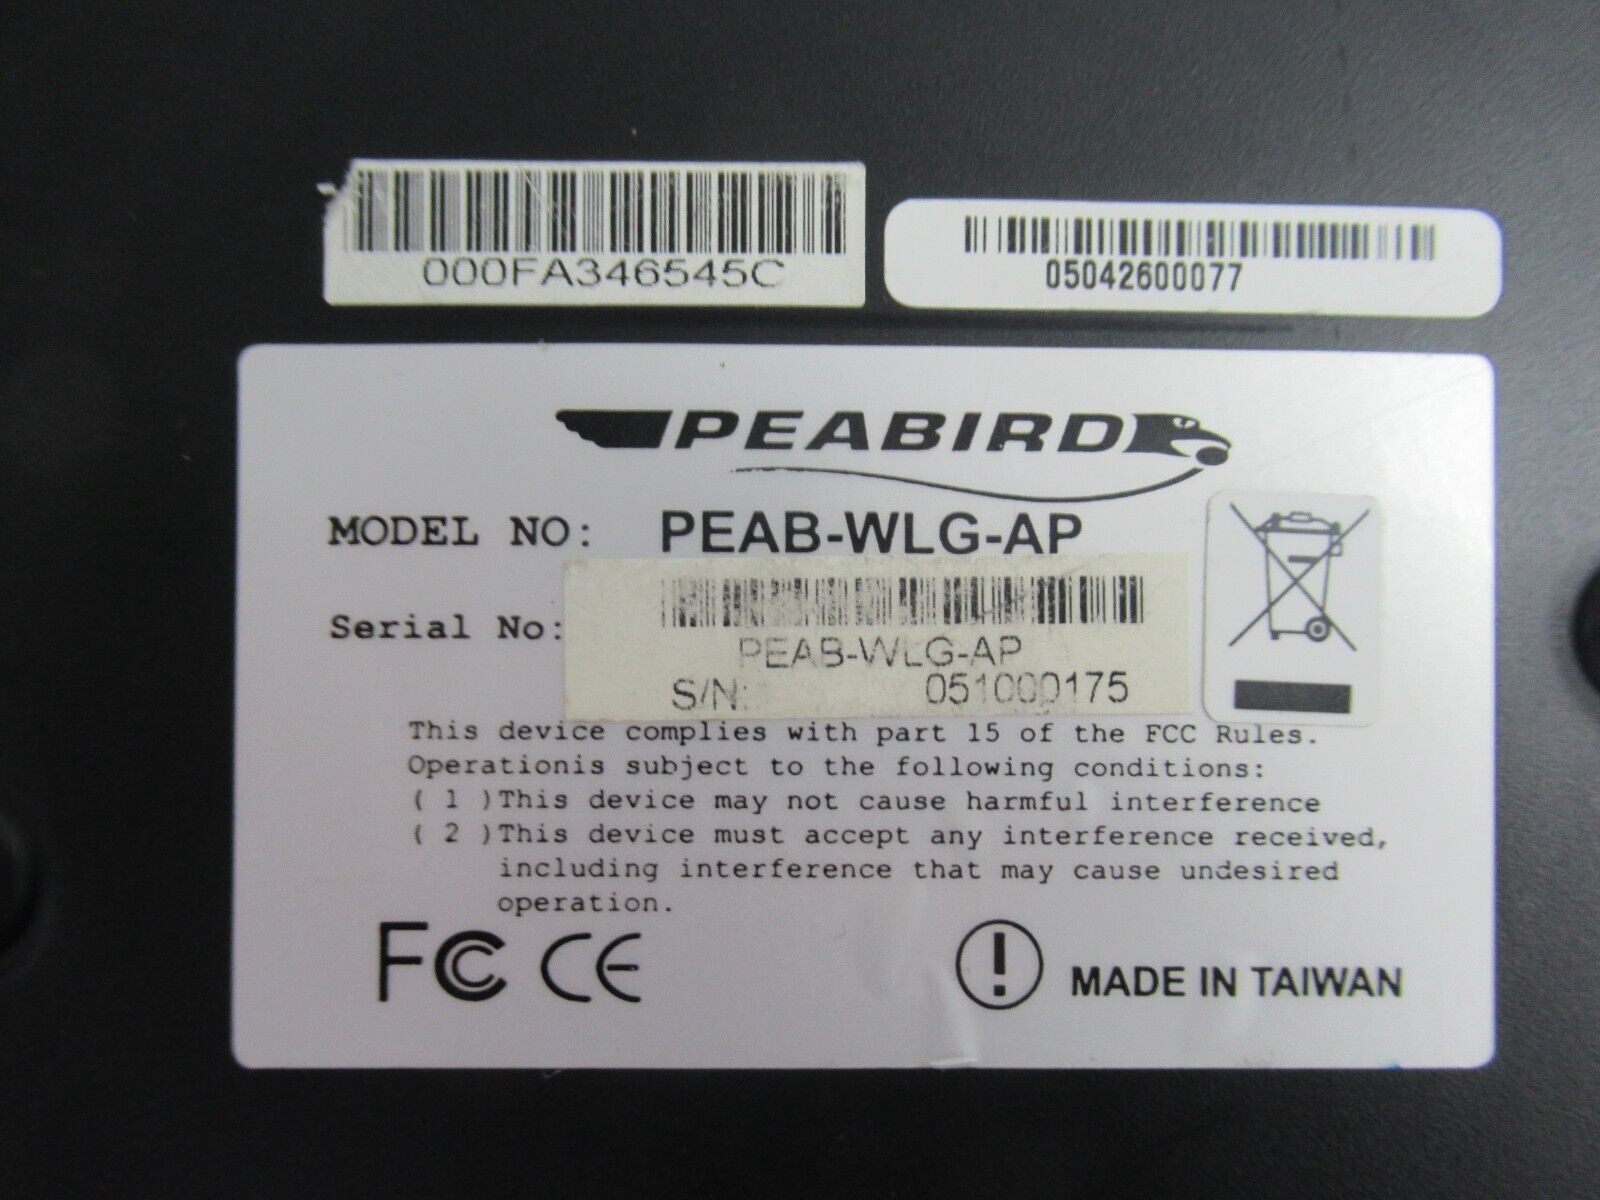 000FA346545C
05042600077
PEABIRD
MODEL NO: PEAB-WLG-AP
Serial No:
PEAB-WLG-AP
S/N: 051000175
This device complies with part 15 of the FCC Rules.
Operationis subject to the following conditions:
( 1 )This device may not cause harmful interference
( 2 )This device must accept any interference received,
including interference that may cause undesired
operation.
FC CE
MADE IN TAIWAN